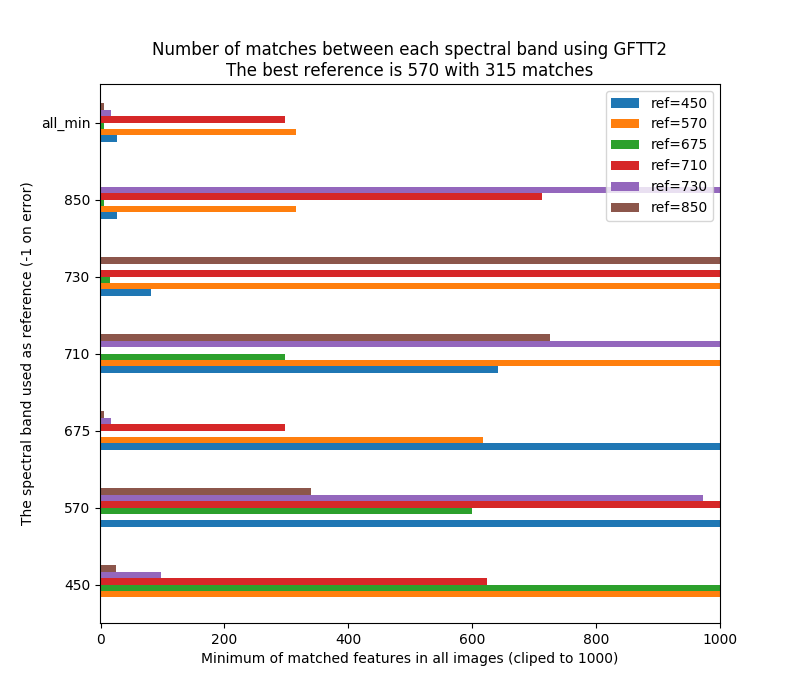 Number of matches between each spectral band using GFTT2
The best reference is 570 with 315 matches
The spectral band used as reference (-1 on error)
all_min
850
730
710
675
570
450
ref=450
ref=570
ref=675
ref=710
ref=730
ref=850
0 200 400 600 800 1000
Minimum of matched features in all images (cliped to 1000)